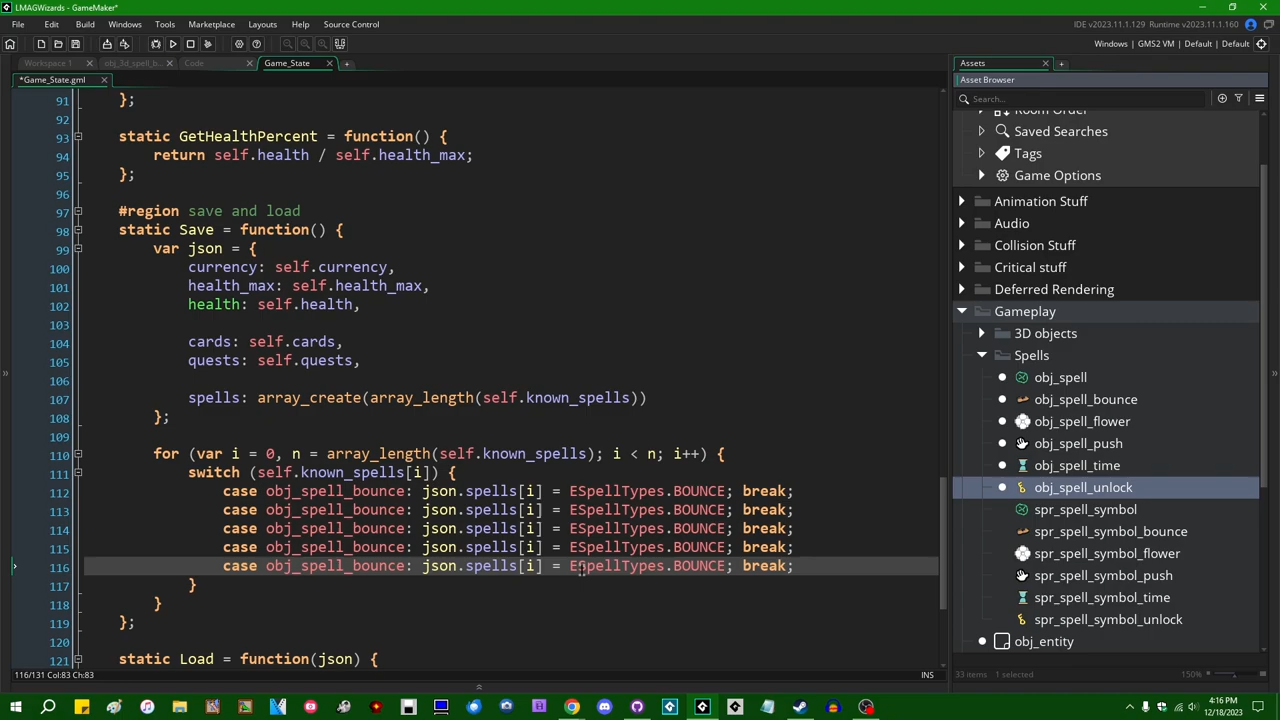 LMAGWizards - GameMaker*
File Edit Build Windows Tools Marketplace Layouts Help Source Control
IDE v2023.11.1.129 Runtime v2023.11.1.160
Windows | GMS2 VM | Default | Default
Workspace 1 obj_3d_spell_b... Code Game_State
*Game_State.gml
91 };
92
93 static GetHealthPercent = function() {
94 return self.health / self.health_max;
95 };
96
97 #region save and load
98 static Save = function() {
99 var json = {
100 currency: self.currency,
101 health_max: self.health_max,
102 health: self.health,
103
104 cards: self.cards,
105 quests: self.quests,
106
107 spells: array_create(array_length(self.known_spells))
108 };
109
110 for (var i = 0, n = array_length(self.known_spells); i < n; i++) {
111 switch (self.known_spells[i]) {
112 case obj_spell_bounce: json.spells[i] = ESpellTypes.BOUNCE; break;
113 case obj_spell_bounce: json.spells[i] = ESpellTypes.BOUNCE; break;
114 case obj_spell_bounce: json.spells[i] = ESpellTypes.BOUNCE; break;
115 case obj_spell_bounce: json.spells[i] = ESpellTypes.BOUNCE; break;
116 case obj_spell_bounce: json.spells[i] = ESpellTypes.BOUNCE; break;
117 }
118 }
119 };
120
121 static Load = function(json) {
116/131 Col:83 Ch:83
INS
Assets
Asset Browser
Search...
Room Order
Saved Searches
Tags
Game Options
Animation Stuff
Audio
Collision Stuff
Critical stuff
Deferred Rendering
Gameplay
3D objects
Spells
obj_spell
obj_spell_bounce
obj_spell_flower
obj_spell_push
obj_spell_time
obj_spell_unlock
spr_spell_symbol
spr_spell_symbol_bounce
spr_spell_symbol_flower
spr_spell_symbol_push
spr_spell_symbol_time
spr_spell_symbol_unlock
obj_entity
33 items 1 selected
150%
4:16 PM
12/18/2023